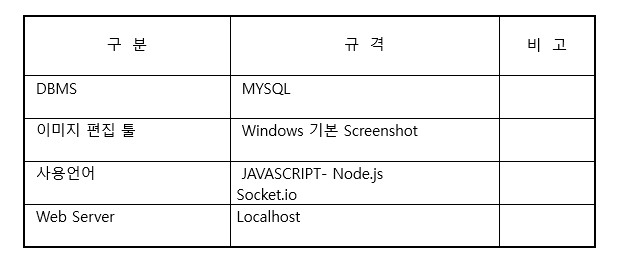 구 분 규 격 비 고
DBMS MYSQL
이미지 편집 툴 Windows 기본 Screenshot
사용언어 JAVASCRIPT- Node.js
Socket.io
Web Server Localhost